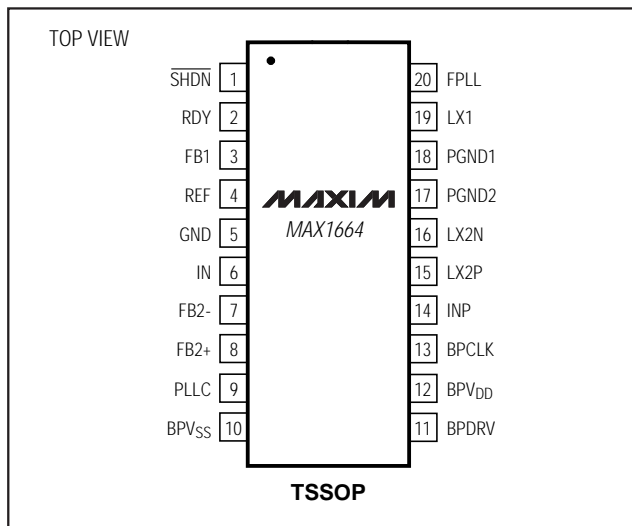 TOP VIEW
SHDN 1
RDY 2
FB1 3
REF 4
GND 5
IN 6
FB2- 7
FB2+ 8
PLLC 9
BPVSS 10
MAXIM
MAX1664
20 FPLL
19 LX1
18 PGND1
17 PGND2
16 LX2N
15 LX2P
14 INP
13 BPCLK
12 BPVDD
11 BPDRV
TSSOP